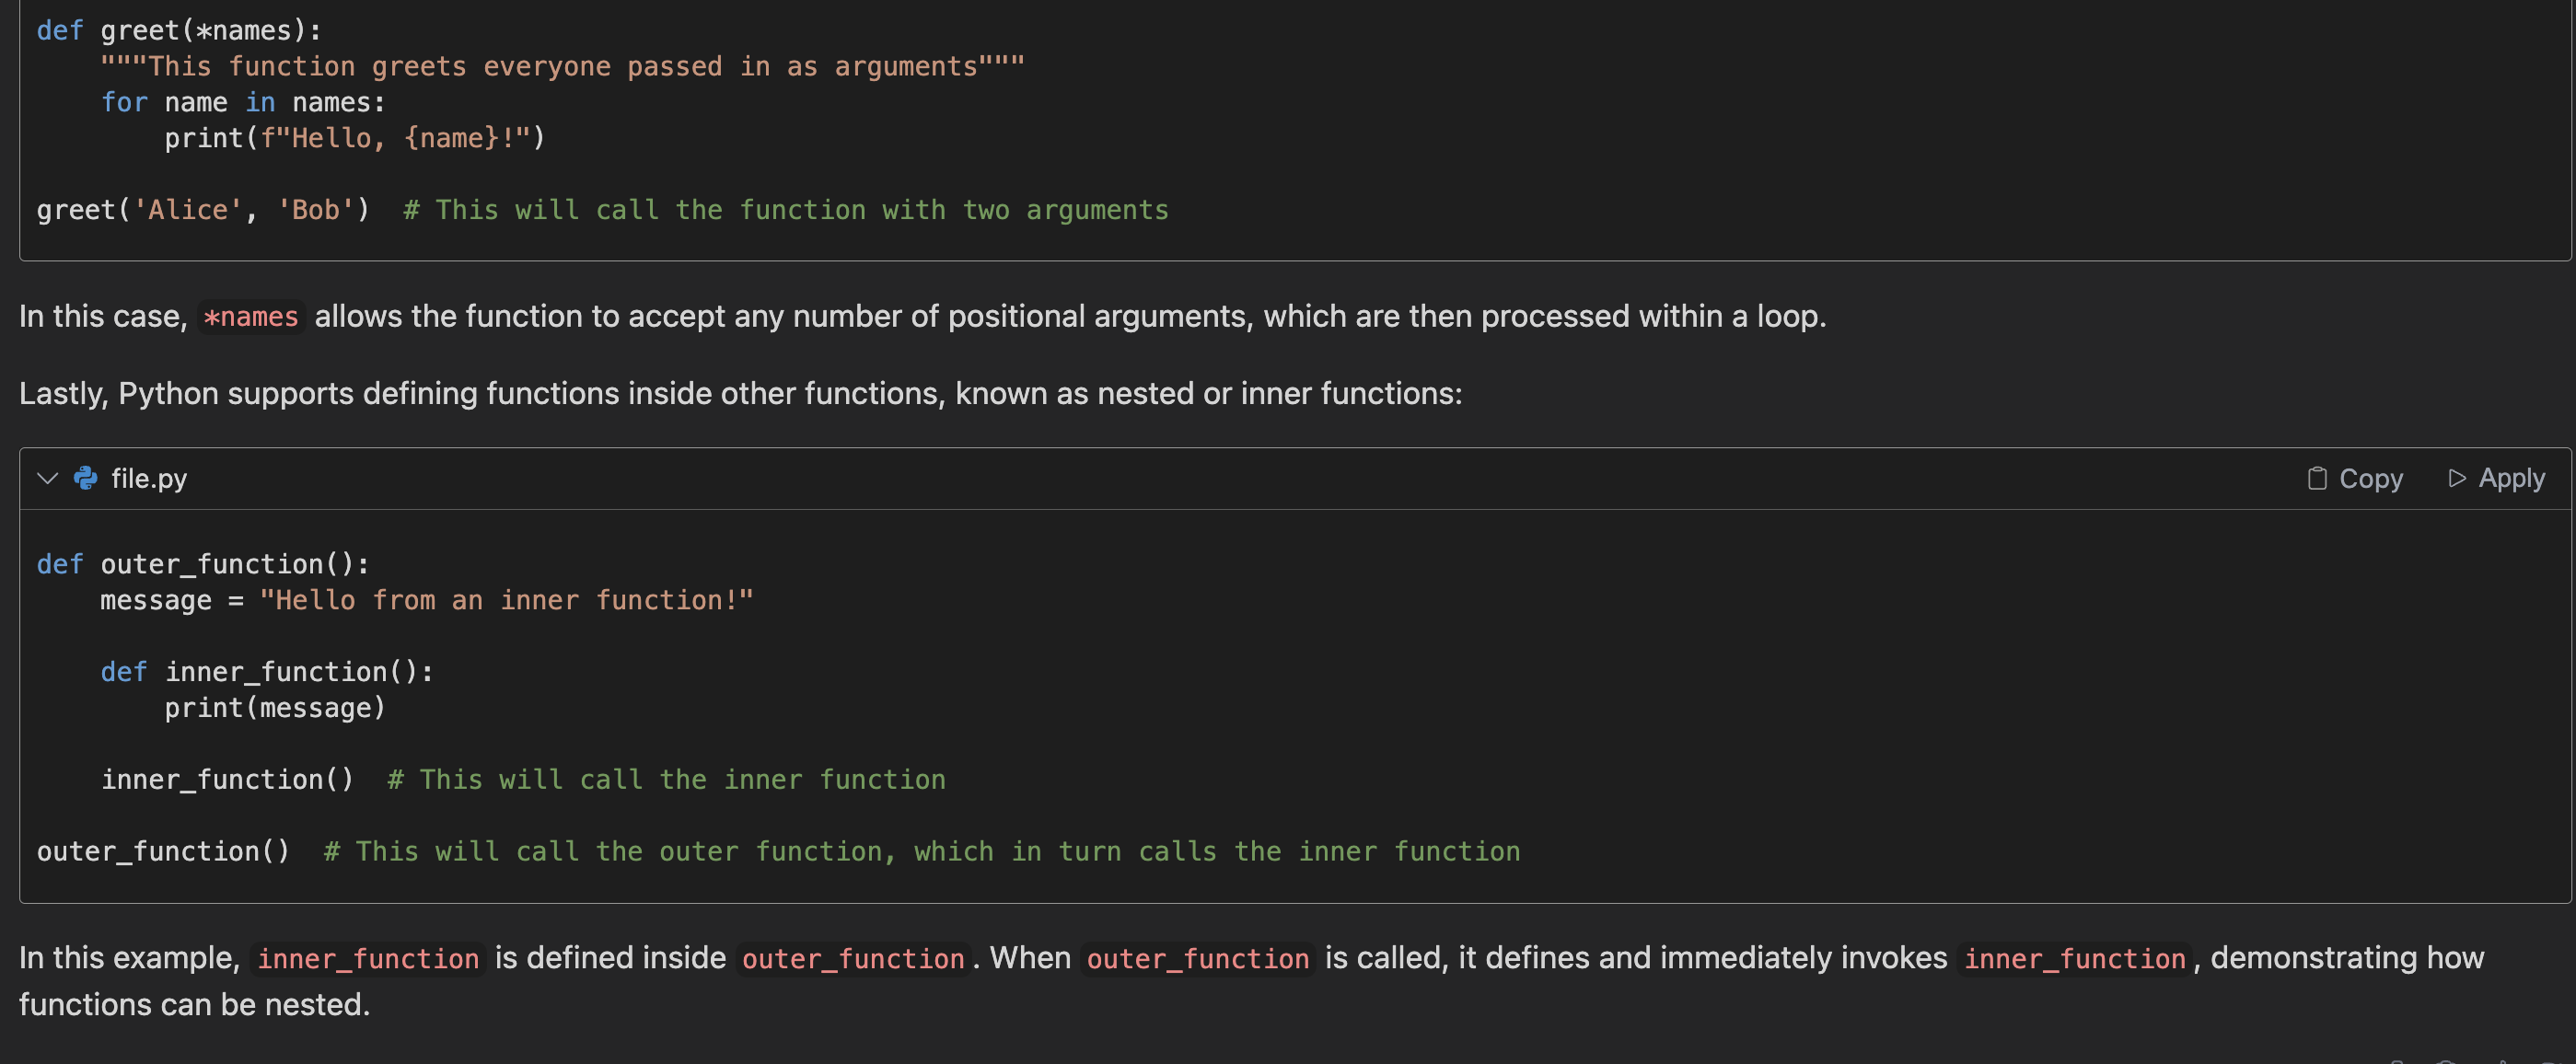 def greet(*names):
    """This function greets everyone passed in as arguments"""
    for name in names:
        print(f"Hello, {name}!")
greet('Alice', 'Bob')  # This will call the function with two arguments
In this case, *names allows the function to accept any number of positional arguments, which are then processed within a loop.
Lastly, Python supports defining functions inside other functions, known as nested or inner functions:
file.py Copy Apply
def outer_function():
    message = "Hello from an inner function!"
    def inner_function():
        print(message)
    inner_function()  # This will call the inner function
outer_function()  # This will call the outer function, which in turn calls the inner function
In this example, inner_function is defined inside outer_function. When outer_function is called, it defines and immediately invokes inner_function, demonstrating how
functions can be nested.